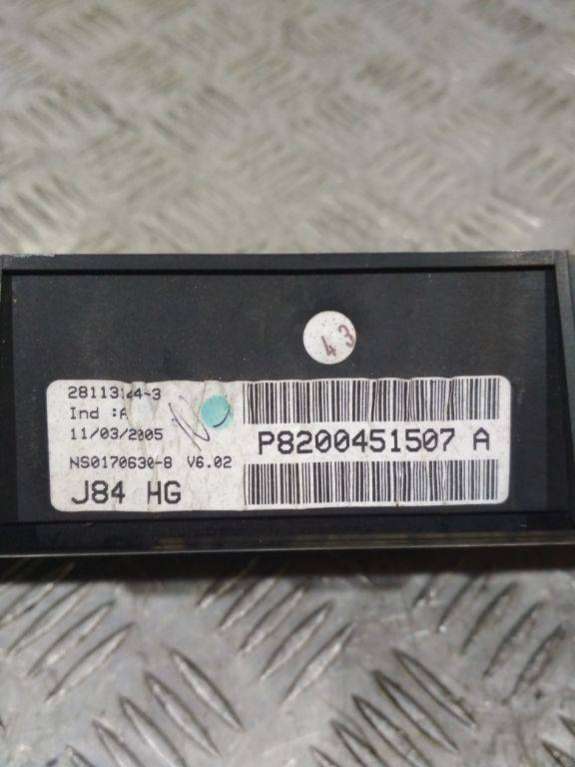 43
28113144-3
Ind :A
11/03/2005
NS0170630-8 V6.02
J84 HG
P8200451507 A